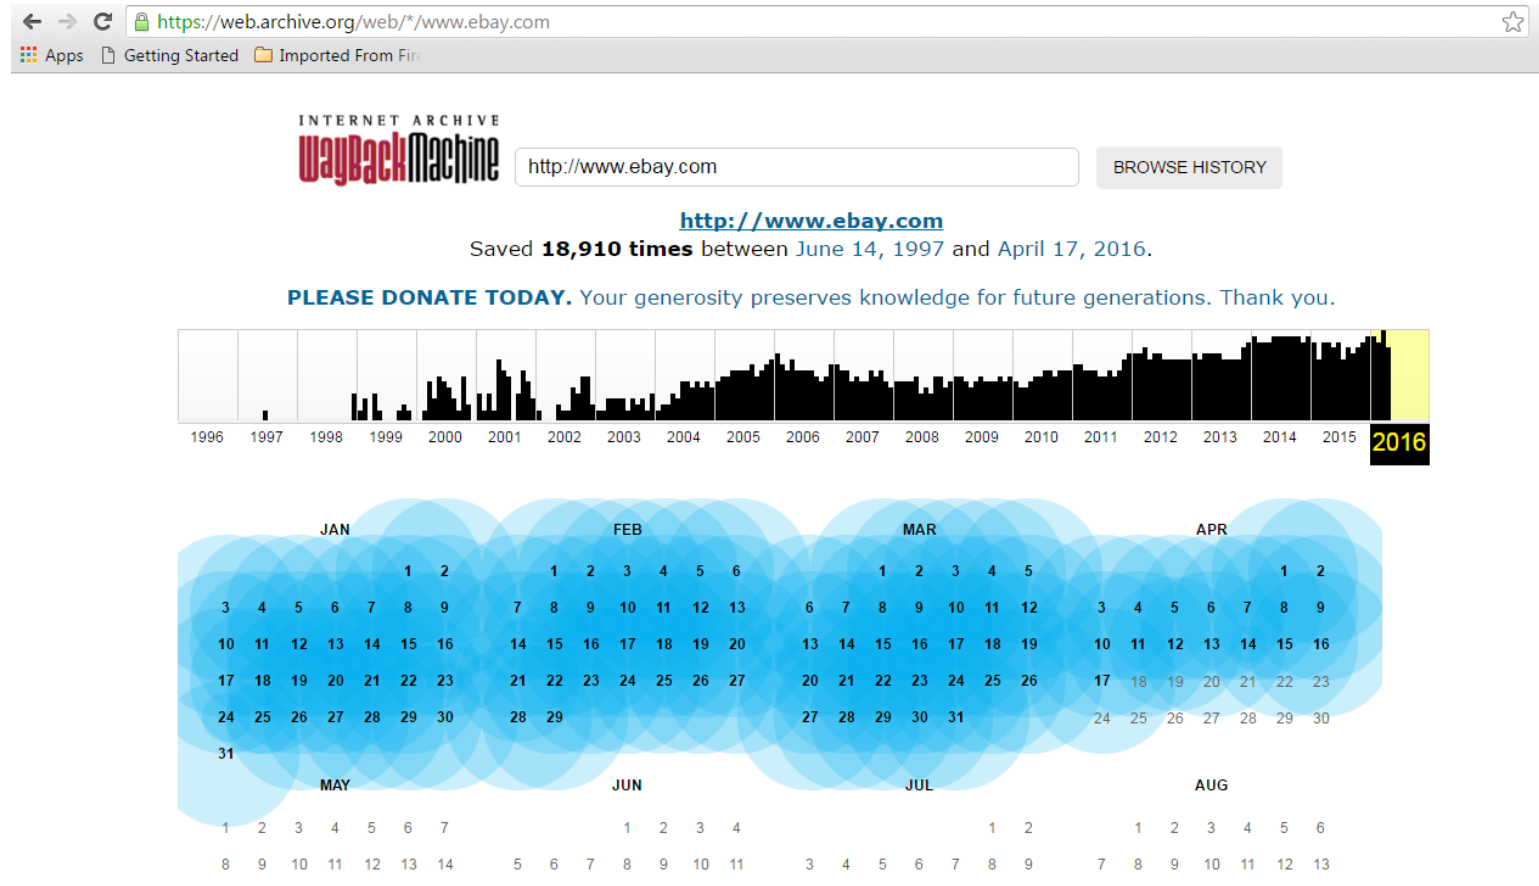 https://web.archive.org/web/*/www.ebay.com
Apps Getting Started Imported From Fire
INTERNET ARCHIVE
WayBackMachine
http://www.ebay.com
BROWSE HISTORY
http://www.ebay.com
Saved 18,910 times between June 14, 1997 and April 17, 2016.
PLEASE DONATE TODAY. Your generosity preserves knowledge for future generations. Thank you.
1996 1997 1998 1999 2000 2001 2002 2003 2004 2005 2006 2007 2008 2009 2010 2011 2012 2013 2014 2015 2016
JAN FEB MAR APR
1 2 1 2 3 4 5 6 1 2 3 4 5 1 2
3 4 5 6 7 8 9 7 8 9 10 11 12 13 6 7 8 9 10 11 12 3 4 5 6 7 8 9
10 11 12 13 14 15 16 14 15 16 17 18 19 20 13 14 15 16 17 18 19 10 11 12 13 14 15 16
17 18 19 20 21 22 23 21 22 23 24 25 26 27 20 21 22 23 24 25 26 17 18 19 20 21 22 23
24 25 26 27 28 29 30 28 29 27 28 29 30 31 24 25 26 27 28 29 30
31
MAY JUN JUL AUG
1 2 3 4 5 6 7 1 2 3 4 1 2 1 2 3 4 5 6
8 9 10 11 12 13 14 5 6 7 8 9 10 11 3 4 5 6 7 8 9 7 8 9 10 11 12 13